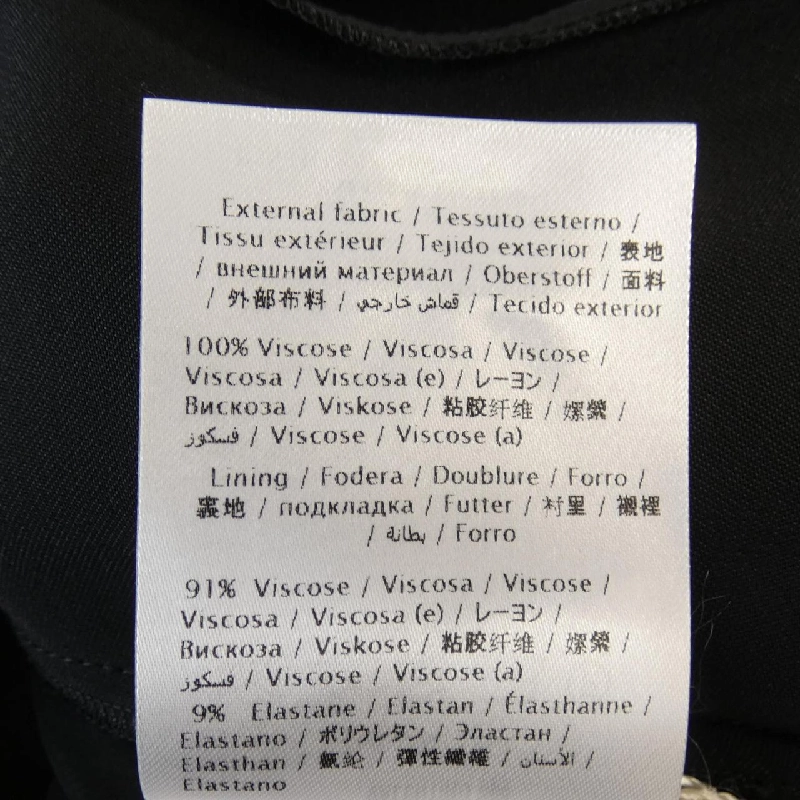 External fabric / Tessuto esterno /
Tissu extérieur / Tejido exterior / 表地
/ внешний материал / Oberstoff / 面料
/ 外部布料 / قماش خارجي / Tecido exterior
100% Viscose / Viscosa / Viscose /
Viscosa / Viscosa (e) / レーヨン /
Вискоза / Viskose / 粘胶纤维 / 嫘縈 /
فسكوز / Viscose / Viscose (a)
Lining / Fodera / Doublure / Forro /
裏地 / подкладка / Futter / 衬里 / 襯裡
/ بطانة / Forro
91% Viscose / Viscosa / Viscose /
Viscosa / Viscosa (e) / レーヨン /
Вискоза / Viskose / 粘胶纤维 / 嫘縈 /
فسكوز / Viscose / Viscose (a)
9% Elastane / Elastan / Élasthanne /
Elastano / ポリウレタン / Эластан /
Elasthan / 氨纶 / 彈性纖維 / الأستان /
Elastano